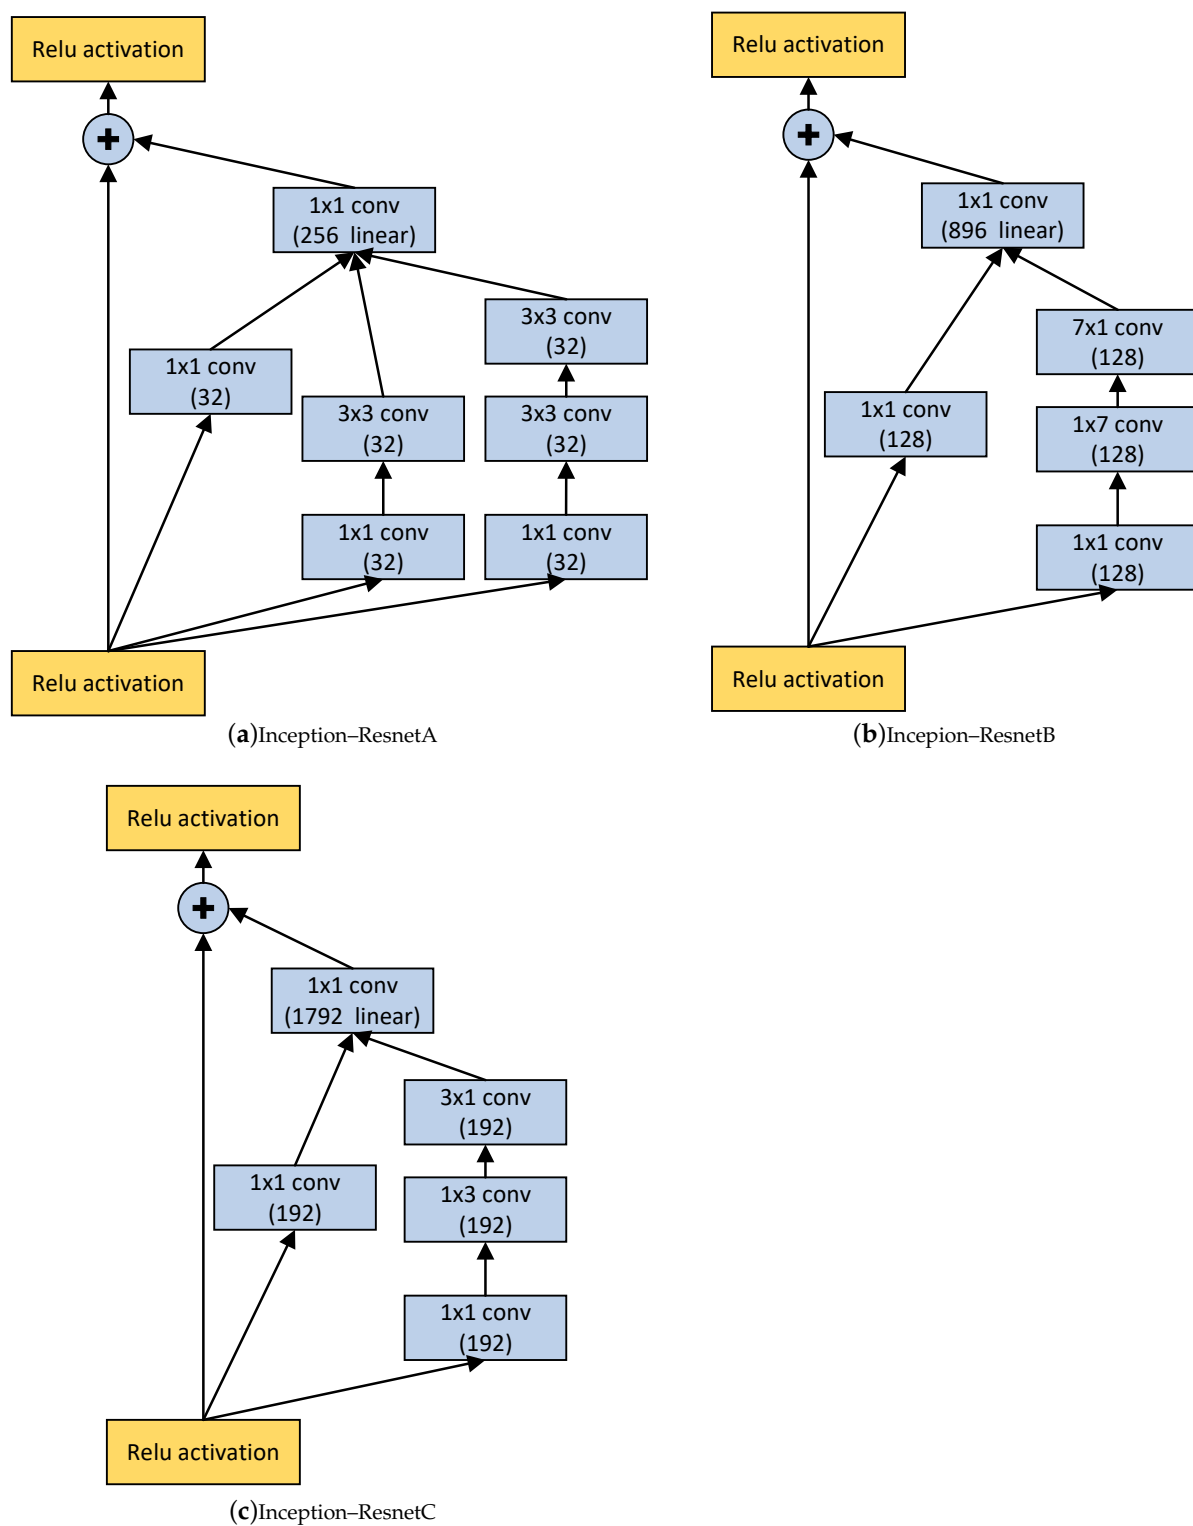 Relu activation
1x1 conv
(256 linear)
3x3 conv
(32)
1x1 conv
(32)
3x3 conv
(32)
3x3 conv
(32)
1x1 conv
(32)
1x1 conv
(32)
Relu activation
(a)Inception–ResnetA
Relu activation
1x1 conv
(896 linear)
7x1 conv
(128)
1x1 conv
(128)
1x7 conv
(128)
1x1 conv
(128)
Relu activation
(b)Incepion–ResnetB
Relu activation
1x1 conv
(1792 linear)
3x1 conv
(192)
1x1 conv
(192)
1x3 conv
(192)
1x1 conv
(192)
Relu activation
(c)Inception–ResnetC